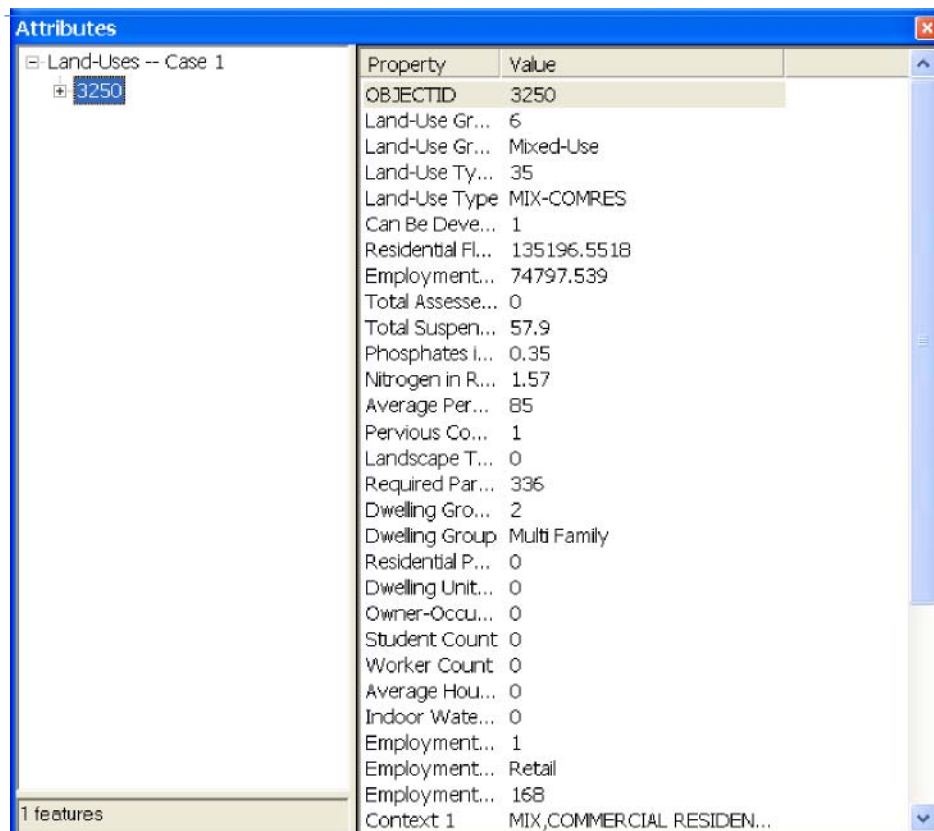 Attributes
Land-Uses -- Case 1
3250
1 features
Property Value
OBJECTID 3250
Land-Use Gr... 6
Land-Use Gr... Mixed-Use
Land-Use Ty... 35
Land-Use Type MIX-COMRES
Can Be Deve... 1
Residential Fl... 135196.5518
Employment... 74797.539
Total Assesse... 0
Total Suspen... 57.9
Phosphates i... 0.35
Nitrogen in R... 1.57
Average Per... 85
Pervious Co... 1
Landscape T... 0
Required Par... 336
Dwelling Gro... 2
Dwelling Group Multi Family
Residential P... 0
Dwelling Unit... 0
Owner-Occu... 0
Student Count 0
Worker Count 0
Average Hou... 0
Indoor Wate... 0
Employment... 1
Employment... Retail
Employment... 168
Context 1 MIX,COMMERCIAL RESIDEN...